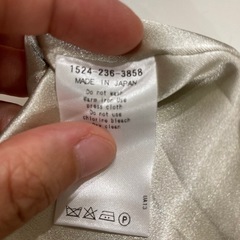 1524-236-3858
MADE IN JAPAN
Do not wash
Warm iron Use
press cloth
Do not use
chlorine bleach
Dry clean
P